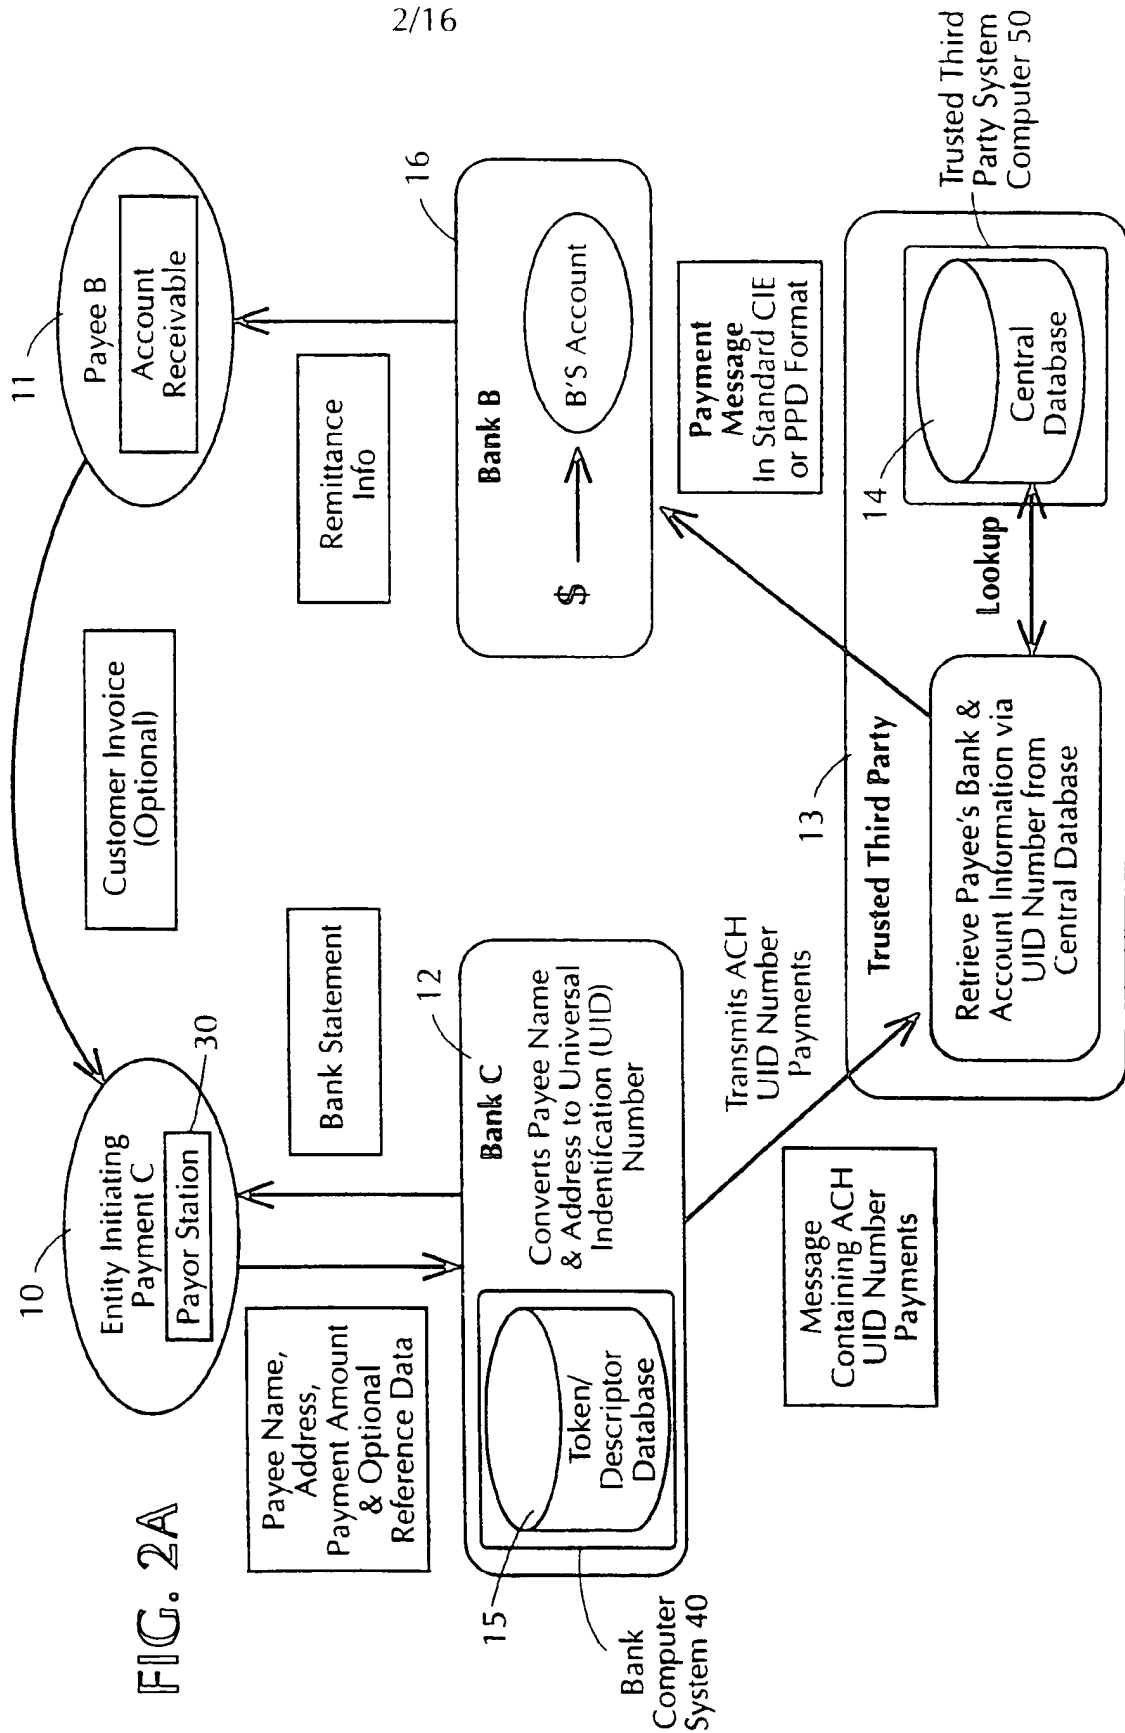 2/16
FIG. 2A
10
Entity Initiating
Payment C
Payor Station
30
Customer Invoice
(Optional)
11
Payee B
Account
Receivable
Payee Name,
Address,
Payment Amount
& Optional
Reference Data
Bank Statement
Remittance
Info
15
Bank
Computer
System 40
Token/
Descriptor
Database
Bank C
12
Converts Payee Name
& Address to Universal
Indentifcation (UID)
Number
Bank B
16
$
B'S Account
Message
Containing ACH
UID Number
Payments
Transmits ACH
UID Number
Payments
Payment
Message
In Standard CIE
or PPD Format
13
Trusted Third Party
Retrieve Payee's Bank &
Account Information via
UID Number from
Central Database
Lookup
14
Central
Database
Trusted Third
Party System
Computer 50